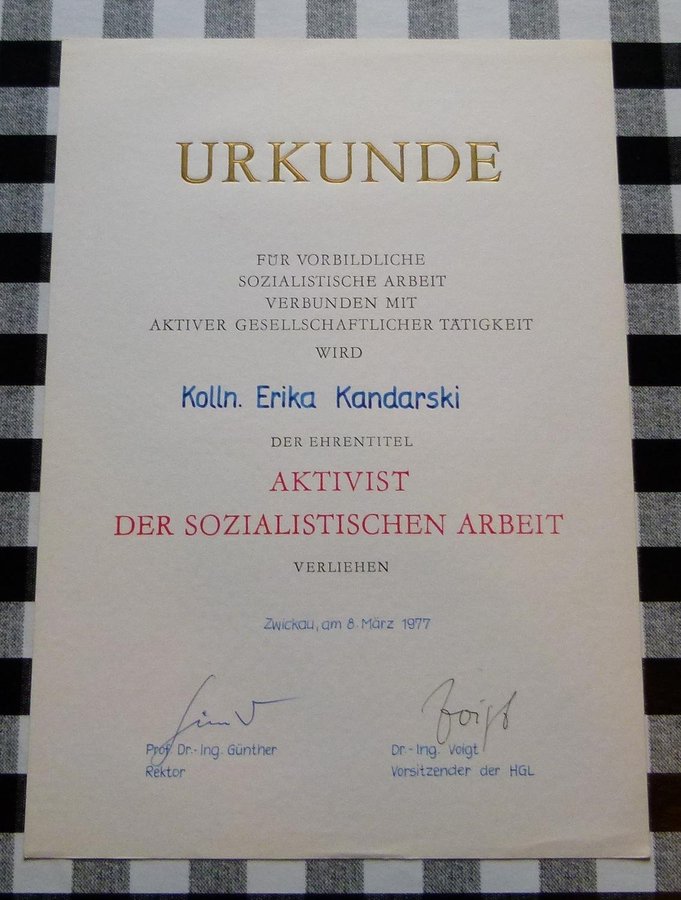 URKUNDE
FÜR VORBILDLICHE
SOZIALISTISCHE ARBEIT
VERBUNDEN MIT
AKTIVER GESELLSCHAFTLICHER TÄTIGKEIT
WIRD
Kolln. Erika Kandarski
DER EHRENTITEL
AKTIVIST
DER SOZIALISTISCHEN ARBEIT
VERLIEHEN
Zwickau, am 8. März 1977
Voigt
Prof. Dr.-Ing. Günther
Rektor
Dr.-Ing. Voigt
Vorsitzender der HGL